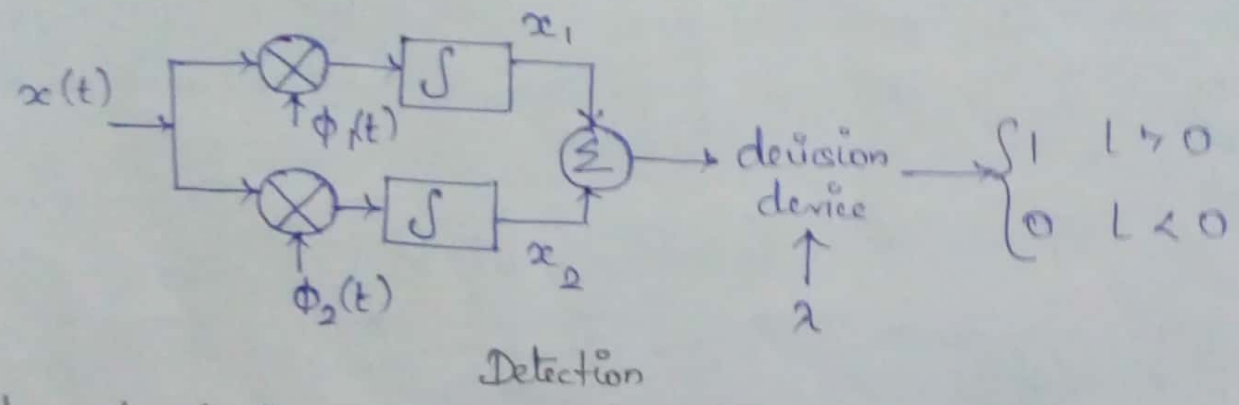 x₁
x(t)
∫
ϕ₁(t)
Σ
decision
device
{1 l > 0
0 l < 0
∫
x₂
ϕ₂(t)
λ
Detection